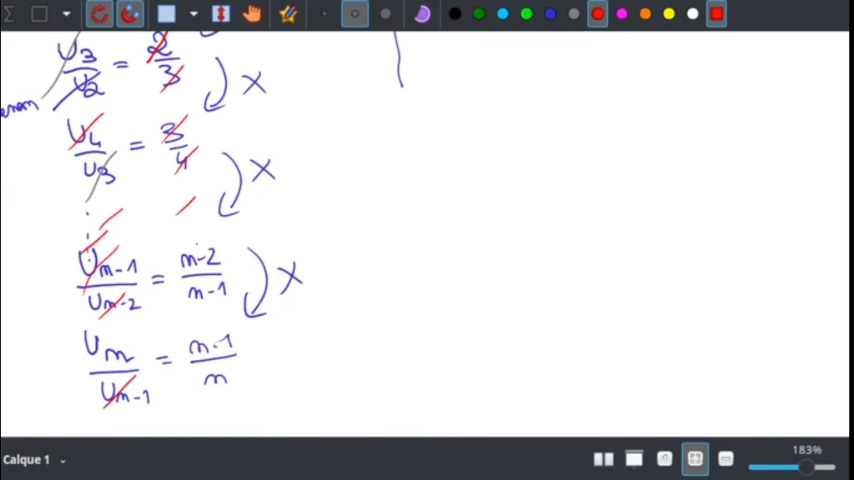 183%
U3/U2 = 2/3
X
U4/U3 = 3/4
X
Um-1/Um-2 = m-2/n-1
X
Um/Um-1 = n-1/n
Calque 1